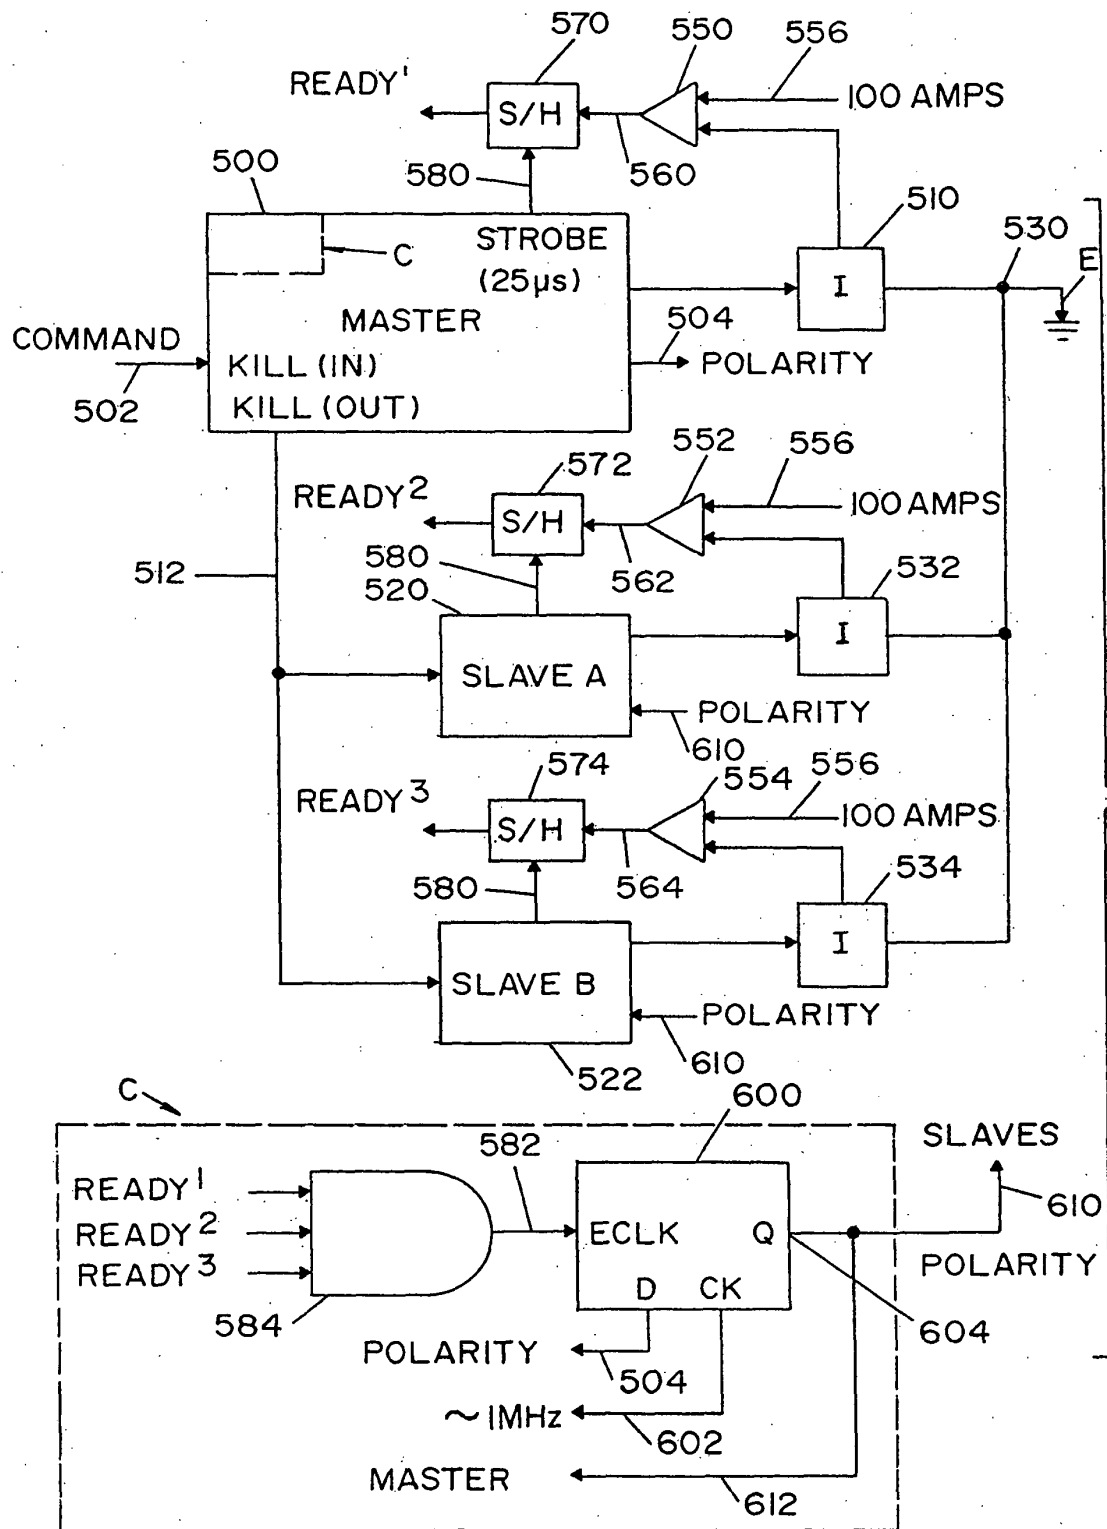 570
550
556
READY1
S/H
100 AMPS
500
580
560
510
STROBE
(25µs)
C
530
E
I
MASTER
504
COMMAND
POLARITY
KILL (IN)
502
KILL (OUT)
552
556
572
READY2
S/H
100 AMPS
512
580
562
532
520
I
SLAVE A
POLARITY
610
574
554
556
READY3
S/H
100 AMPS
580
564
534
I
SLAVE B
POLARITY
610
522
C
600
582
SLAVES
READY1
READY2
READY3
ECLK
Q
610
POLARITY
D
CK
584
604
POLARITY
504
~1MHz
602
MASTER
612